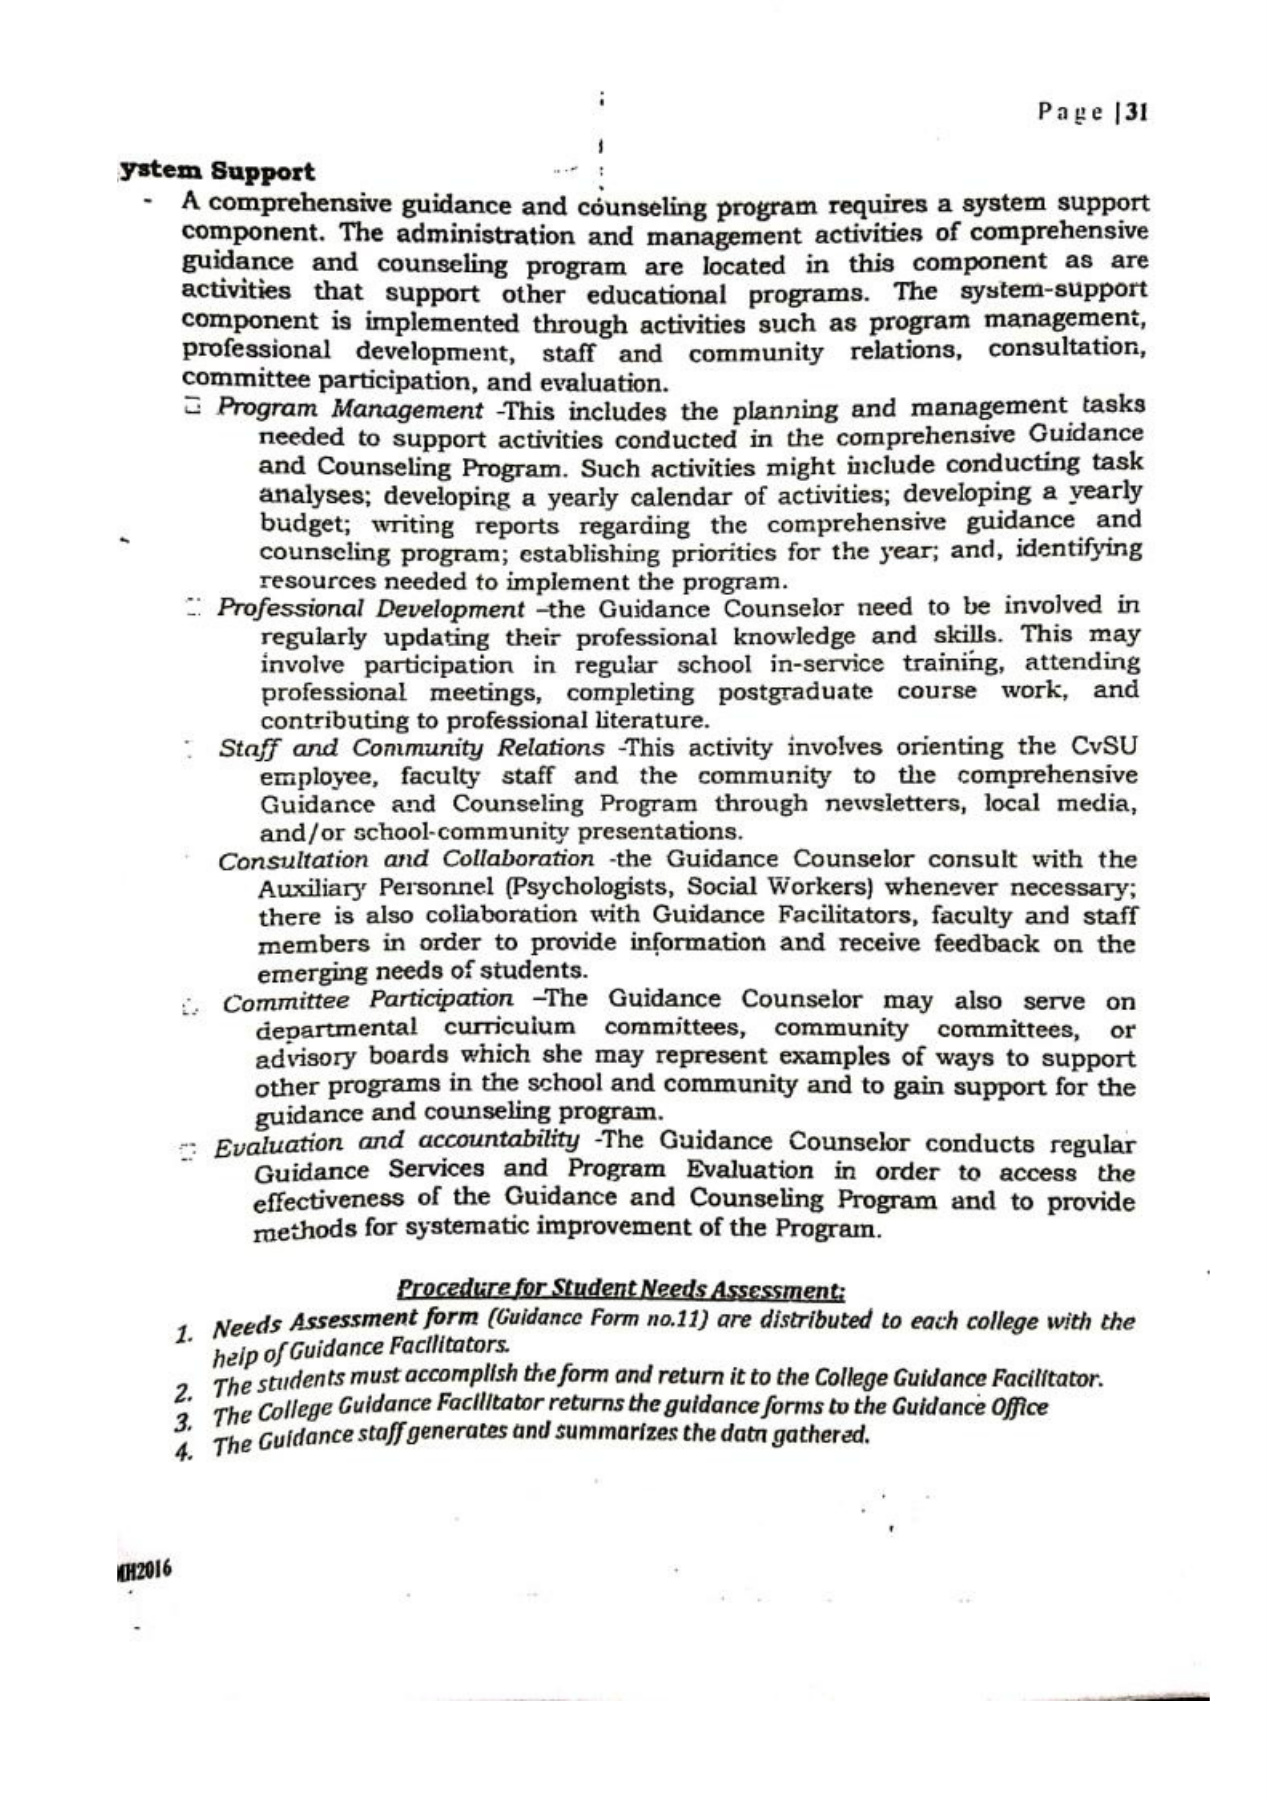 Page |31
ystem Support
- A comprehensive guidance and counseling program requires a system support
component. The administration and management activities of comprehensive
guidance and counseling program are located in this component as are
activities that support other educational programs. The system-support
component is implemented through activities such as program management,
professional development, staff and community relations, consultation,
committee participation, and evaluation.
Program Management -This includes the planning and management tasks
needed to support activities conducted in the comprehensive Guidance
and Counseling Program. Such activities might include conducting task
analyses; developing a yearly calendar of activities; developing a yearly
budget; writing reports regarding the comprehensive guidance and
counseling program; establishing priorities for the year; and, identifying
resources needed to implement the program.
Professional Development –the Guidance Counselor need to be involved in
regularly updating their professional knowledge and skills. This may
involve participation in regular school in-service training, attending
professional meetings, completing postgraduate course work, and
contributing to professional literature.
Staff and Community Relations -This activity involves orienting the CvSU
employee, faculty staff and the community to the comprehensive
Guidance and Counseling Program through newsletters, local media,
and/or school-community presentations.
Consultation and Collaboration -the Guidance Counselor consult with the
Auxiliary Personnel (Psychologists, Social Workers) whenever necessary;
there is also collaboration with Guidance Facilitators, faculty and staff
members in order to provide information and receive feedback on the
emerging needs of students.
Committee Participation –The Guidance Counselor may also serve on
departmental curriculum committees, community committees, or
advisory boards which she may represent examples of ways to support
other programs in the school and community and to gain support for the
guidance and counseling program.
Evaluation and accountability -The Guidance Counselor conducts regular
Guidance Services and Program Evaluation in order to access the
effectiveness of the Guidance and Counseling Program and to provide
methods for systematic improvement of the Program.
Procedure for Student Needs Assessment:
1. Needs Assessment form (Guidance Form no.11) are distributed to each college with the
help of Guidance Facilitators.
2. The students must accomplish the form and return it to the College Guidance Facilitator.
3. The College Guidance Facilitator returns the guidance forms to the Guidance Office
4. The Guidance staff generates and summarizes the data gathered.
MH2016